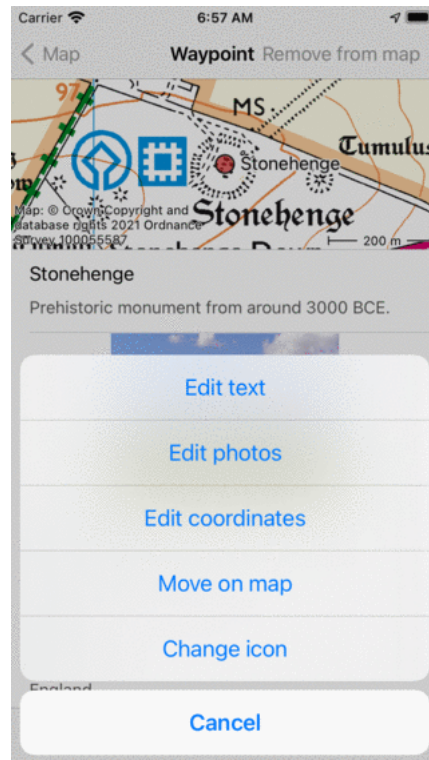 Carrier 6:57 AM
Map Waypoint Remove from map
97
MS.
Tumulus
Stonehenge
Stonehenge
Map: © Crown Copyright and
database rights 2021 Ordnance
Survey 100055587
200 m
Stonehenge Down
Stonehenge
Prehistoric monument from around 3000 BCE.
Edit text
Edit photos
Edit coordinates
Move on map
Change icon
England
Cancel